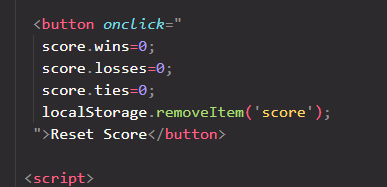 <button onclick="
score.wins=0;
score.losses=0;
score.ties=0;
localStorage.removeItem('score');
">Reset Score</button>
<script>